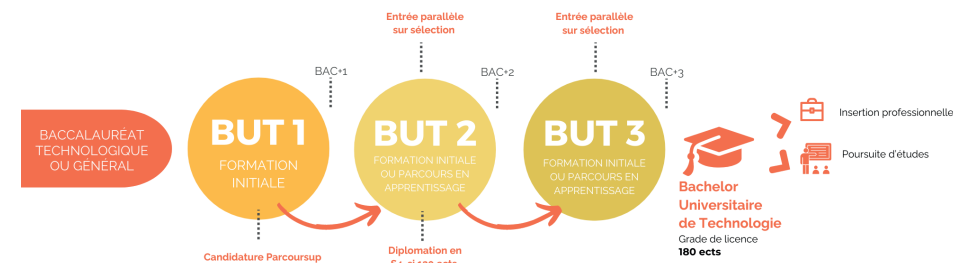 BACCALAURÉAT
TECHNOLOGIQUE
OU GÉNÉRAL
BUT 1
FORMATION
INITIALE
BAC+1
Candidature Parcoursup
Entrée parallèle
sur sélection
BUT 2
FORMATION INITIALE
OU PARCOURS EN
APPRENTISSAGE
BAC+2
Diplomation en
Entrée parallèle
sur sélection
BUT 3
FORMATION INITIALE
OU PARCOURS EN
APPRENTISSAGE
BAC+3
Bachelor
Universitaire
de Technologie
Grade de licence
180 ects
Insertion professionnelle
Poursuite d'études